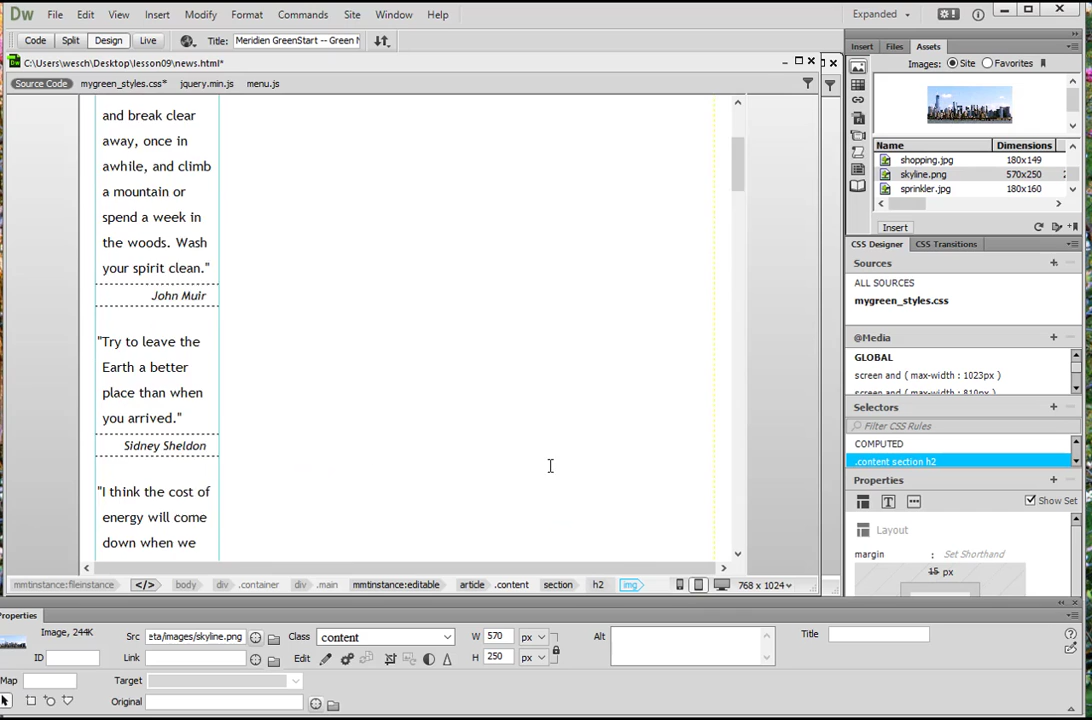 Dw File Edit View Insert Modify Format Commands Site Window Help Expanded
Code Split Design Live Title: Meridien GreenStart -- Green N
C:\Users\wesch\Desktop\lesson09\news.html*
Source Code mygreen_styles.css* jquery.min.js menu.js
and break clear
away, once in
awhile, and climb
a mountain or
spend a week in
the woods. Wash
your spirit clean."
John Muir
"Try to leave the
Earth a better
place than when
you arrived."
Sidney Sheldon
"I think the cost of
energy will come
down when we
mmtinstance:fileinstance </> body div .container div .main mmtinstance:editable article .content section h2 img 768 x 1024
Insert Files Assets
Images: Site Favorites
Name Dimensions
shopping.jpg 180x149
skyline.png 570x250
sprinkler.jpg 180x160
Insert
CSS Designer CSS Transitions
Sources
ALL SOURCES
mygreen_styles.css
@Media
GLOBAL
screen and ( max-width : 1023px )
screen and ( max-width : 810px )
Selectors
Filter CSS Rules
COMPUTED
.content section h2
Properties
Show Set
Layout
margin : Set Shorthand
15 px
Properties
Image, 244K Src eta/images/skyline.png Class content W 570 px Alt Title
ID Link Edit H 250 px
Map Target
Original